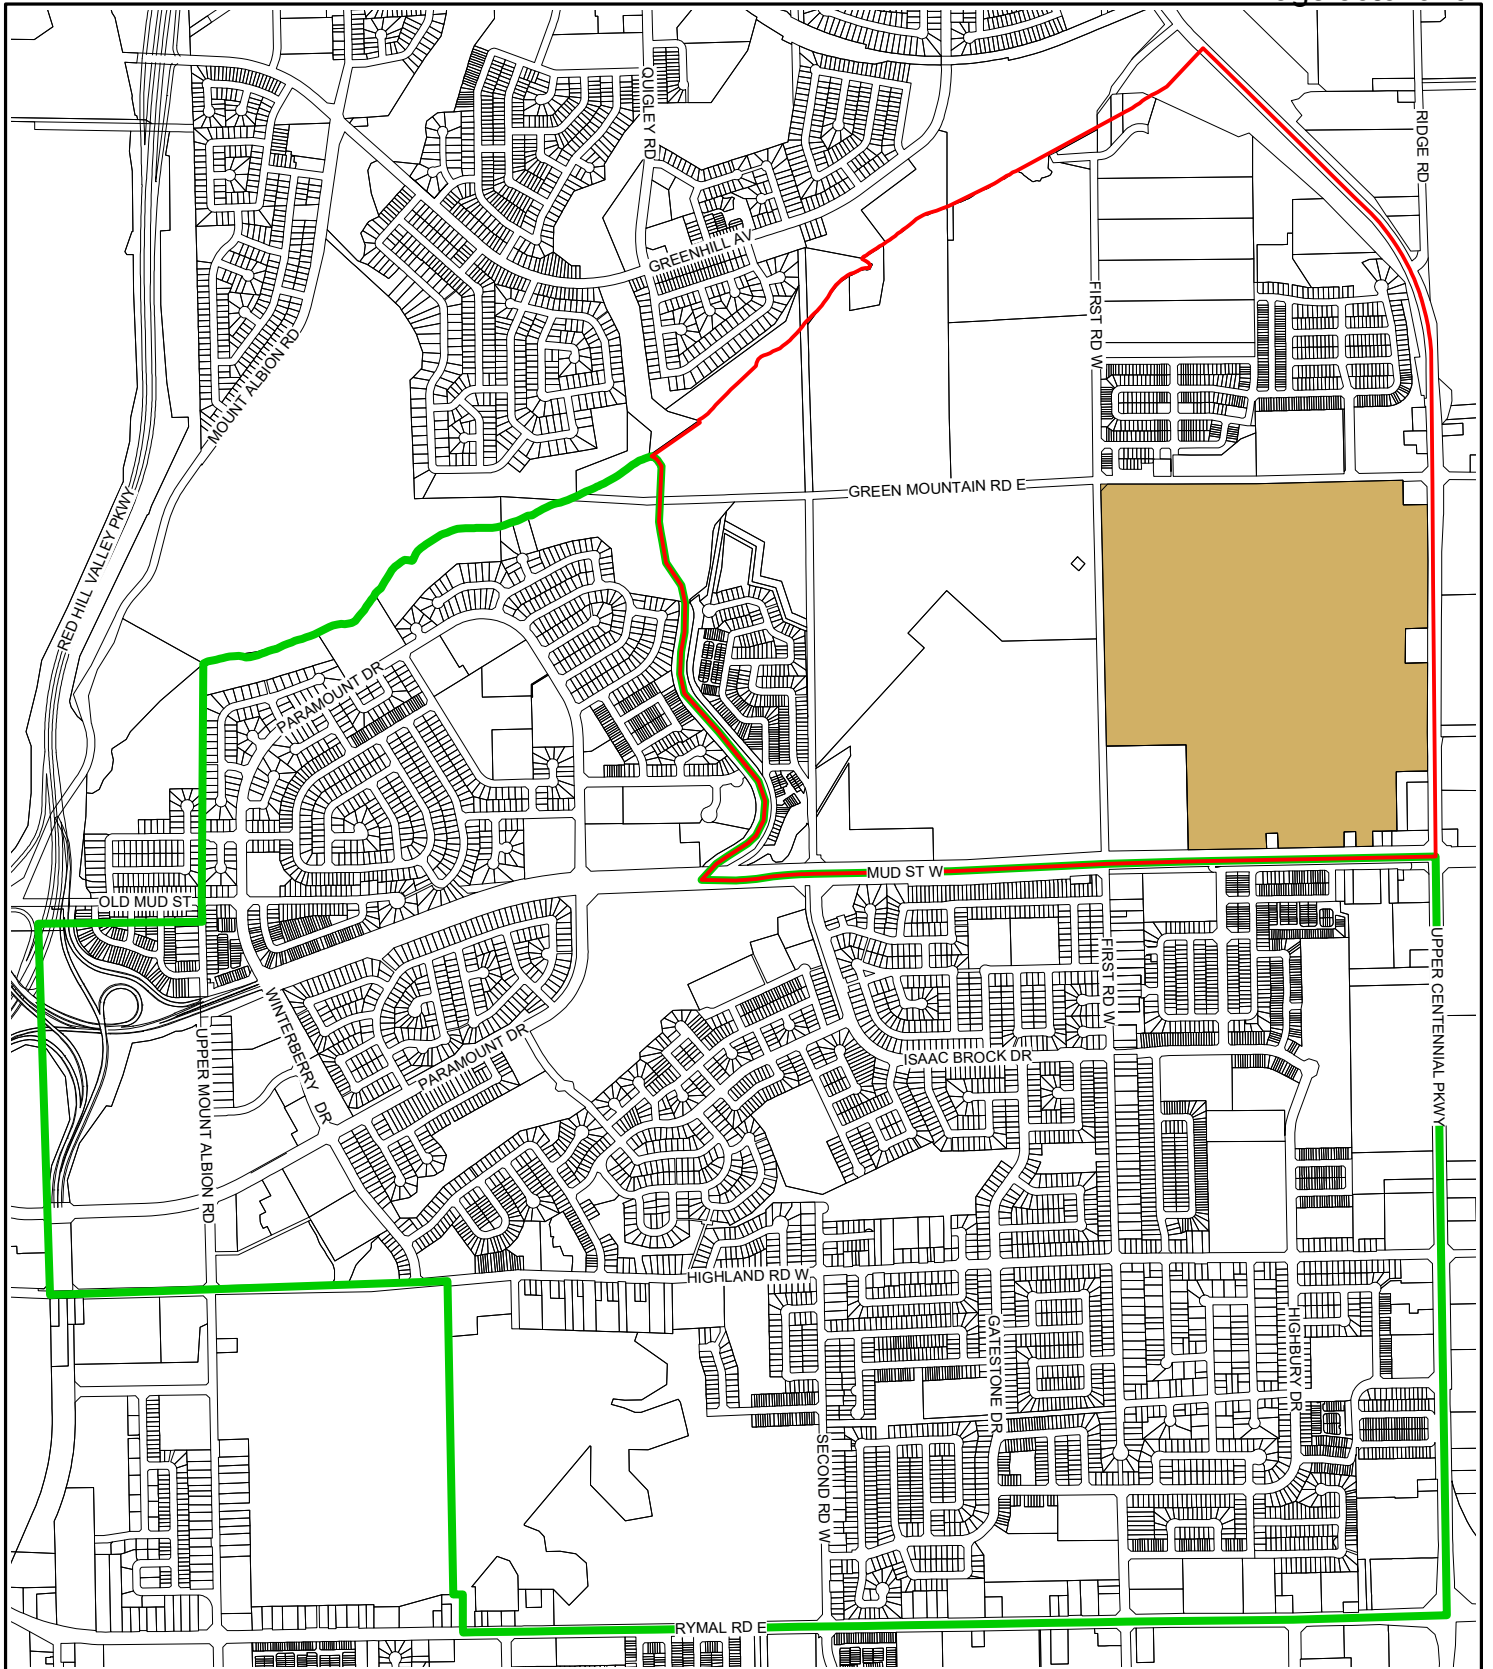 QUIGLEY RD
RIDGE RD
GREENHILL AV
FIRST RD W
MOUNT ALBION RD
GREEN MOUNTAIN RD E
RED HILL VALLEY PKWY
PARAMOUNT DR
MUD ST W
OLD MUD ST
UPPER CENTENNIAL PKWY
FIRST RD W
WINTERBERRY DR
UPPER MOUNT ALBION RD
PARAMOUNT DR
ISAAC BROCK DR
HIGHLAND RD W
GATESTONE DR
HIGHBURY DR
SECOND RD W
RYMAL RD E